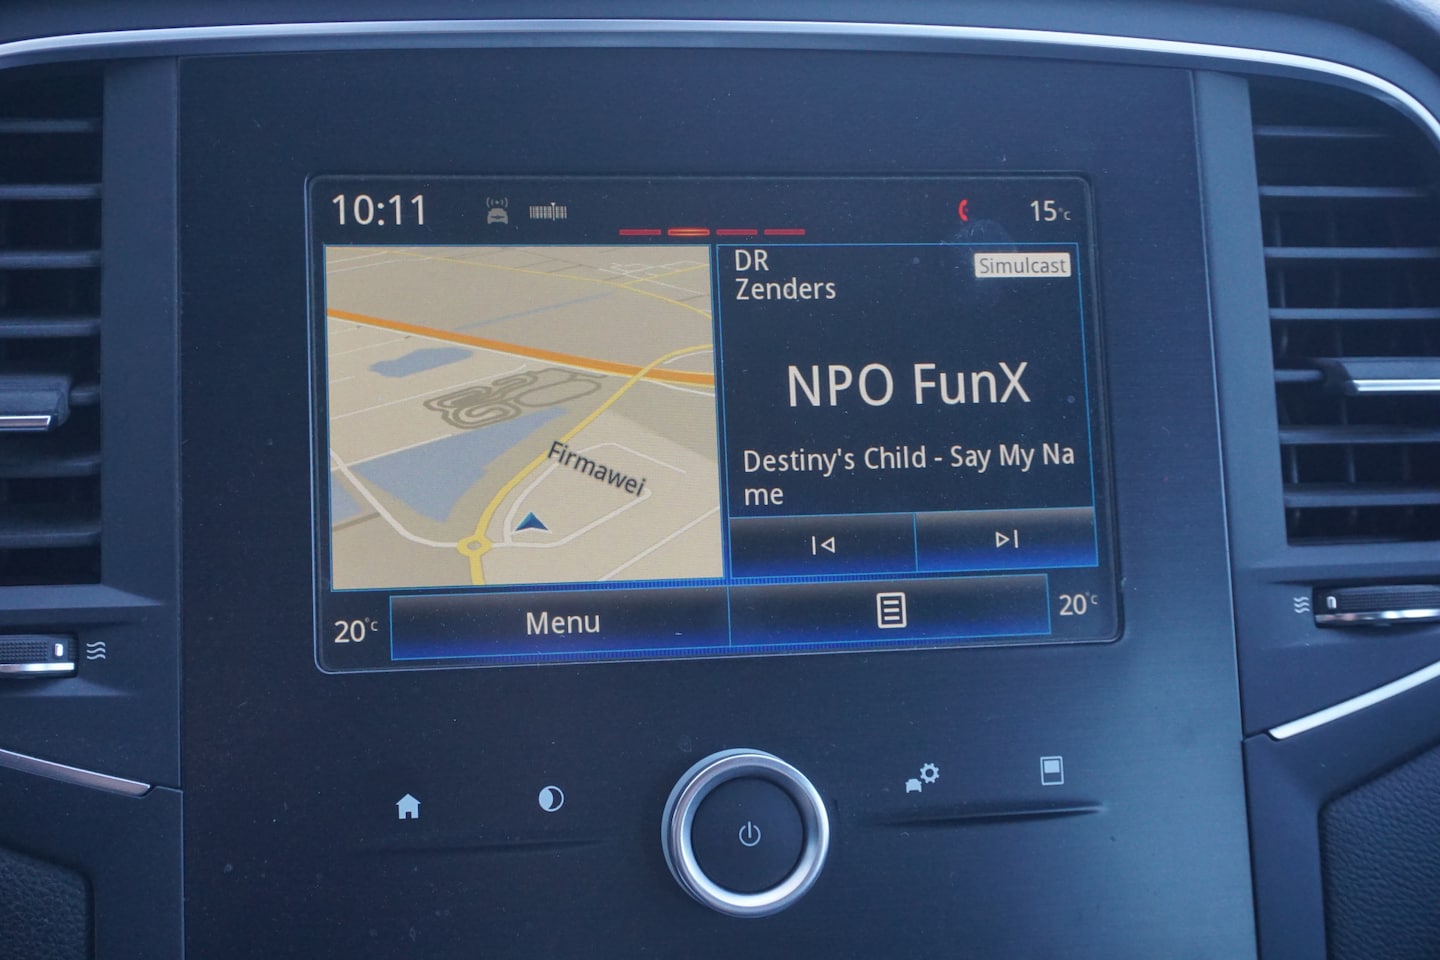 10:11
15°C
DR
Zenders
Simulcast
NPO FunX
Firmawei
Destiny's Child - Say My Na
me
20°C
Menu
20°C